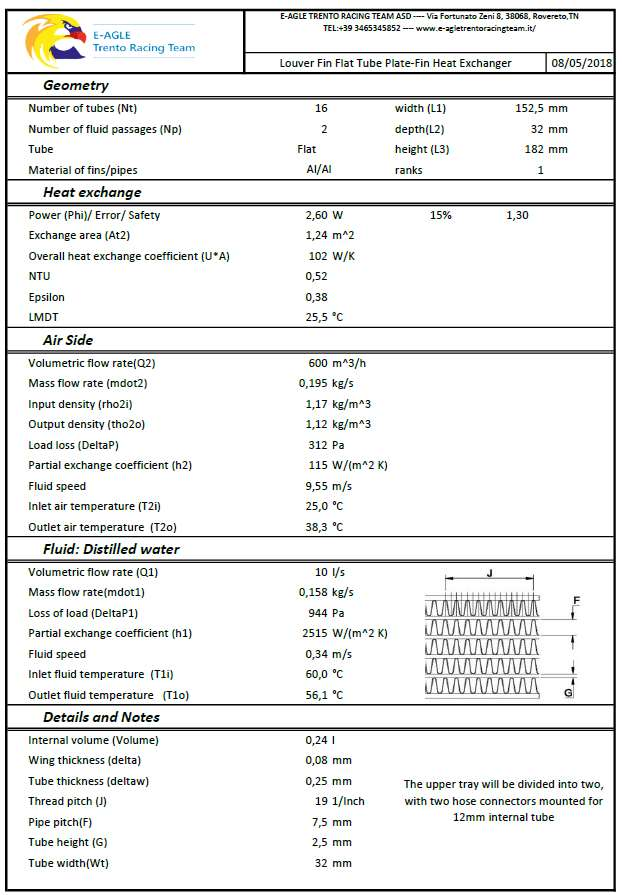 E-AGLE
Trento Racing Team
E-AGLE TRENTO RACING TEAM ASD ---- Via Fortunato Zeni 8, 38068, Rovereto,TN
TEL:+39 3465345852 ---- www.e-agletrentoracingteam.it/
Louver Fin Flat Tube Plate-Fin Heat Exchanger 08/05/2018
Geometry
Number of tubes (Nt) 16 width (L1) 152,5 mm
Number of fluid passages (Np) 2 depth(L2) 32 mm
Tube Flat height (L3) 182 mm
Material of fins/pipes Al/Al ranks 1
Heat exchange
Power (Phi)/ Error/ Safety 2,60 W 15% 1,30
Exchange area (At2) 1,24 m^2
Overall heat exchange coefficient (U*A) 102 W/K
NTU 0,52
Epsilon 0,38
LMDT 25,5 °C
Air Side
Volumetric flow rate(Q2) 600 m^3/h
Mass flow rate (mdot2) 0,195 kg/s
Input density (rho2i) 1,17 kg/m^3
Output density (tho2o) 1,12 kg/m^3
Load loss (DeltaP) 312 Pa
Partial exchange coefficient (h2) 115 W/(m^2 K)
Fluid speed 9,55 m/s
Inlet air temperature (T2i) 25,0 °C
Outlet air temperature (T2o) 38,3 °C
Fluid: Distilled water
Volumetric flow rate (Q1) 10 l/s
Mass flow rate(mdot1) 0,158 kg/s
Loss of load (DeltaP1) 944 Pa
Partial exchange coefficient (h1) 2515 W/(m^2 K)
Fluid speed 0,34 m/s
Inlet fluid temperature (T1i) 60,0 °C
Outlet fluid temperature (T1o) 56,1 °C
J
F
G
Details and Notes
Internal volume (Volume) 0,24 l
Wing thickness (delta) 0,08 mm
Tube thickness (deltaw) 0,25 mm
Thread pitch (J) 19 1/Inch
Pipe pitch(F) 7,5 mm
Tube height (G) 2,5 mm
Tube width(Wt) 32 mm
The upper tray will be divided into two,
with two hose connectors mounted for
12mm internal tube